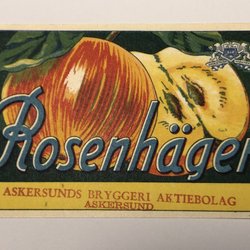 Rosenhäger
ASKERSUNDS BRYGGERI AKTIEBOLAG
ASKERSUND